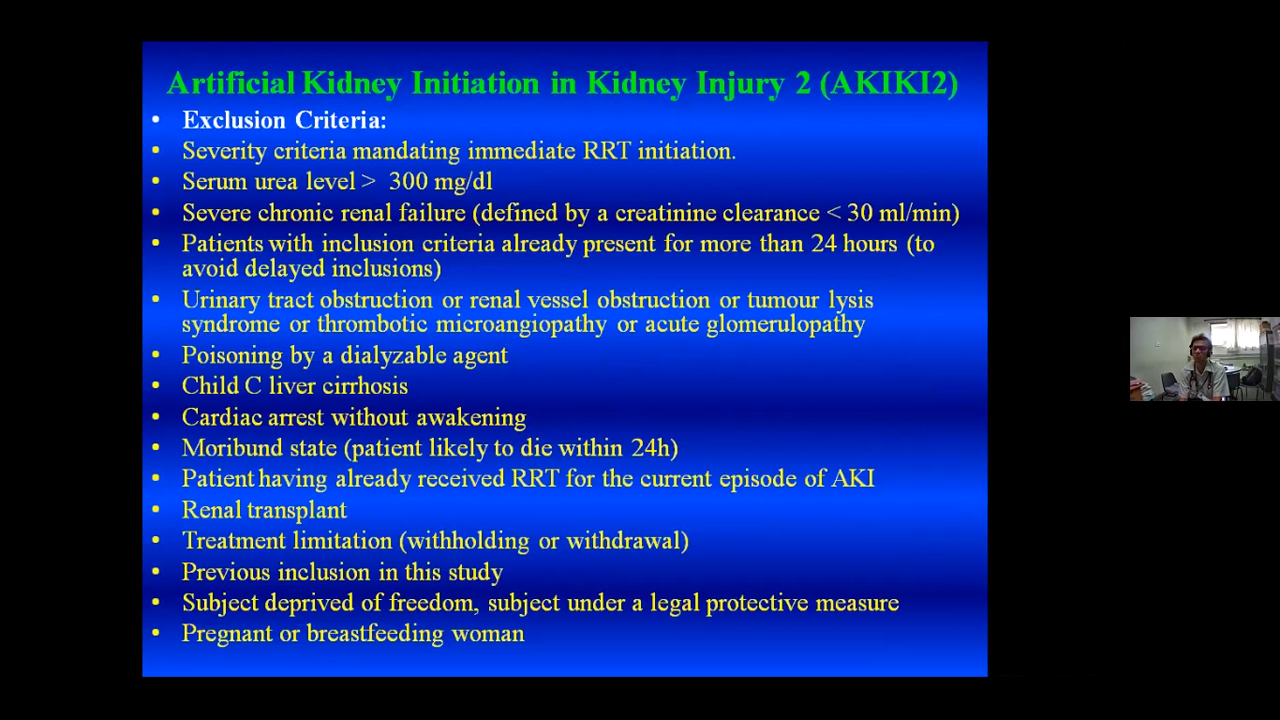 Artificial Kidney Initiation in Kidney Injury 2 (AKIKI2)
• Exclusion Criteria:
• Severity criteria mandating immediate RRT initiation.
• Serum urea level > 300 mg/dl
• Severe chronic renal failure (defined by a creatinine clearance < 30 ml/min)
• Patients with inclusion criteria already present for more than 24 hours (to
avoid delayed inclusions)
• Urinary tract obstruction or renal vessel obstruction or tumour lysis
syndrome or thrombotic microangiopathy or acute glomerulopathy
• Poisoning by a dialyzable agent
• Child C liver cirrhosis
• Cardiac arrest without awakening
• Moribund state (patient likely to die within 24h)
• Patient having already received RRT for the current episode of AKI
• Renal transplant
• Treatment limitation (withholding or withdrawal)
• Previous inclusion in this study
• Subject deprived of freedom, subject under a legal protective measure
• Pregnant or breastfeeding woman